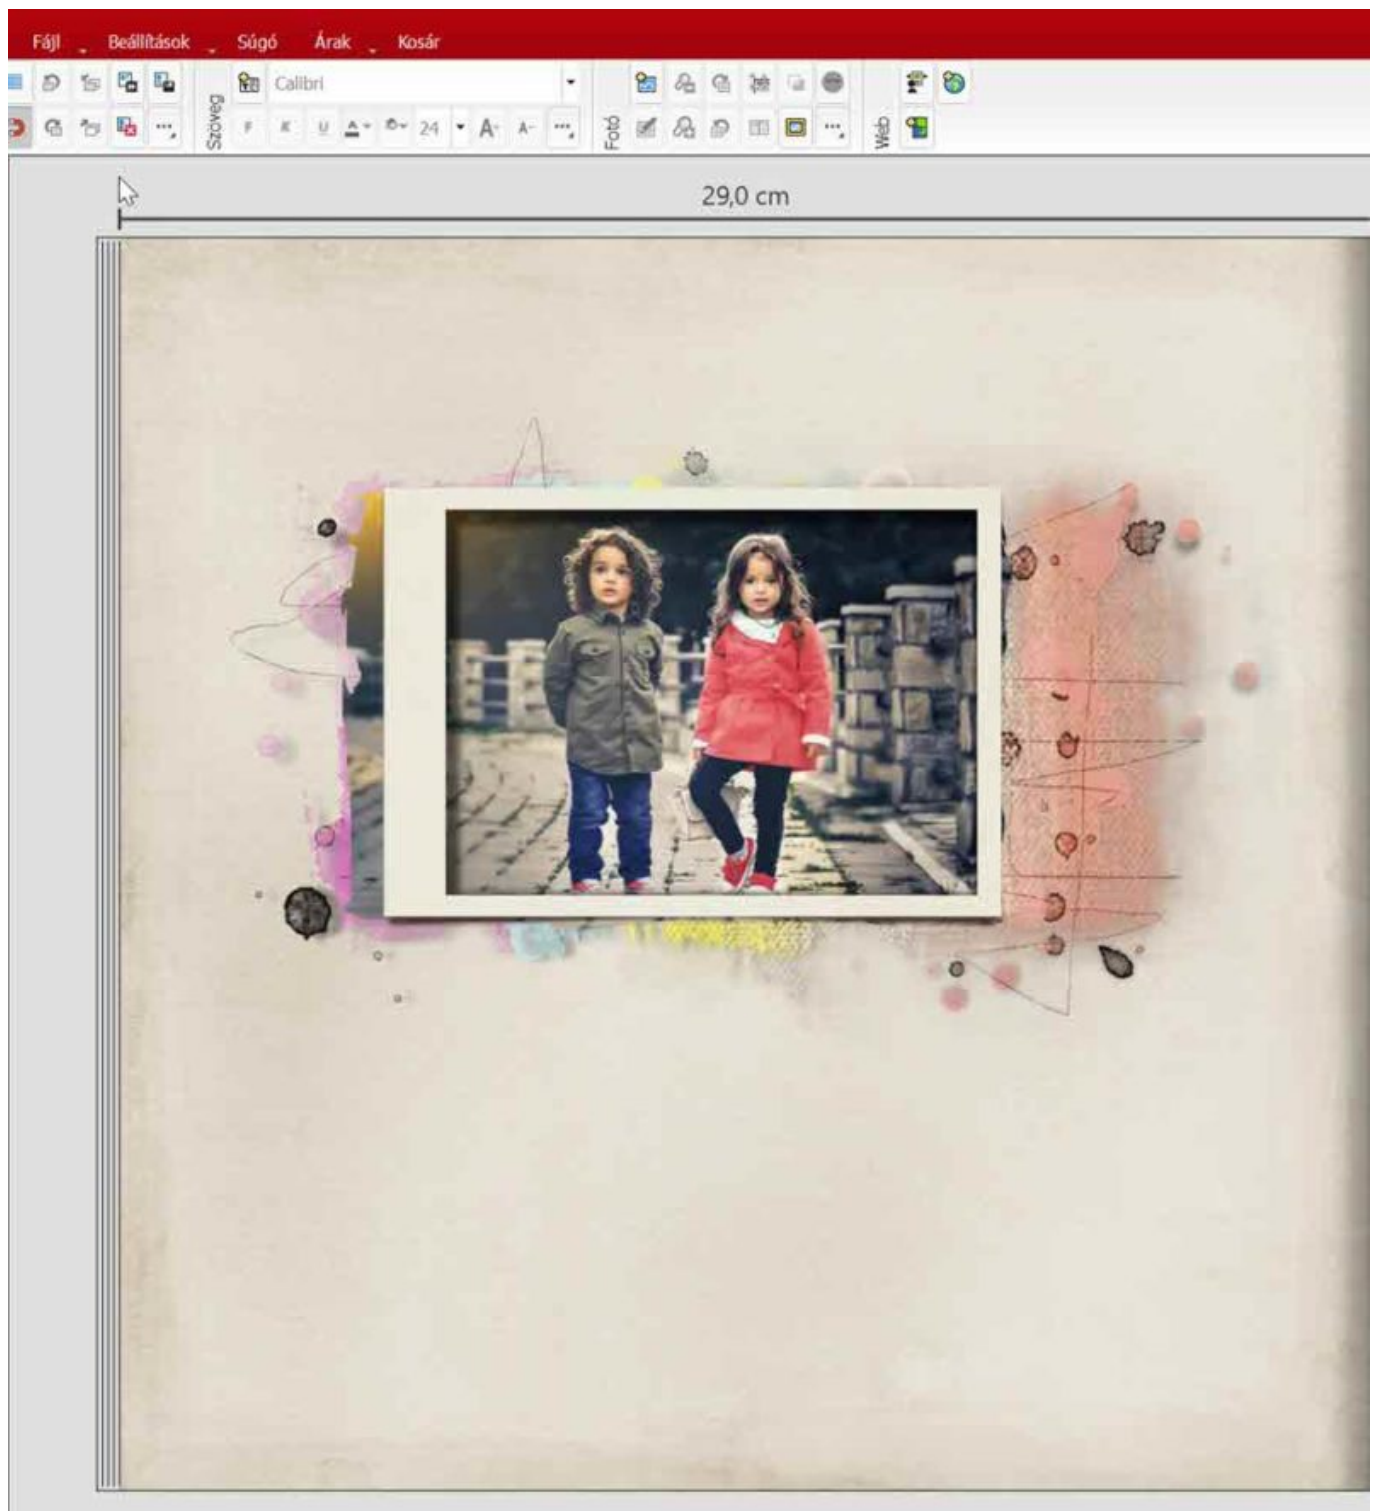 Fájl Beállítások Súgó Árak Kosár
Szöveg
Calibri
F K U A 24 A A
Fotó
Web
29,0 cm